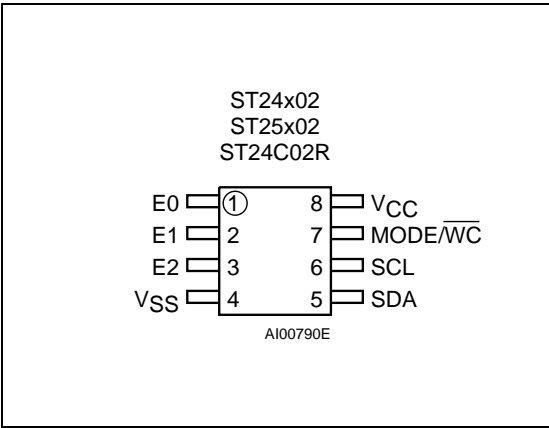 ST24x02
ST25x02
ST24C02R
E0 1 8 VCC
E1 2 7 MODE/WC
E2 3 6 SCL
VSS 4 5 SDA
AI00790E